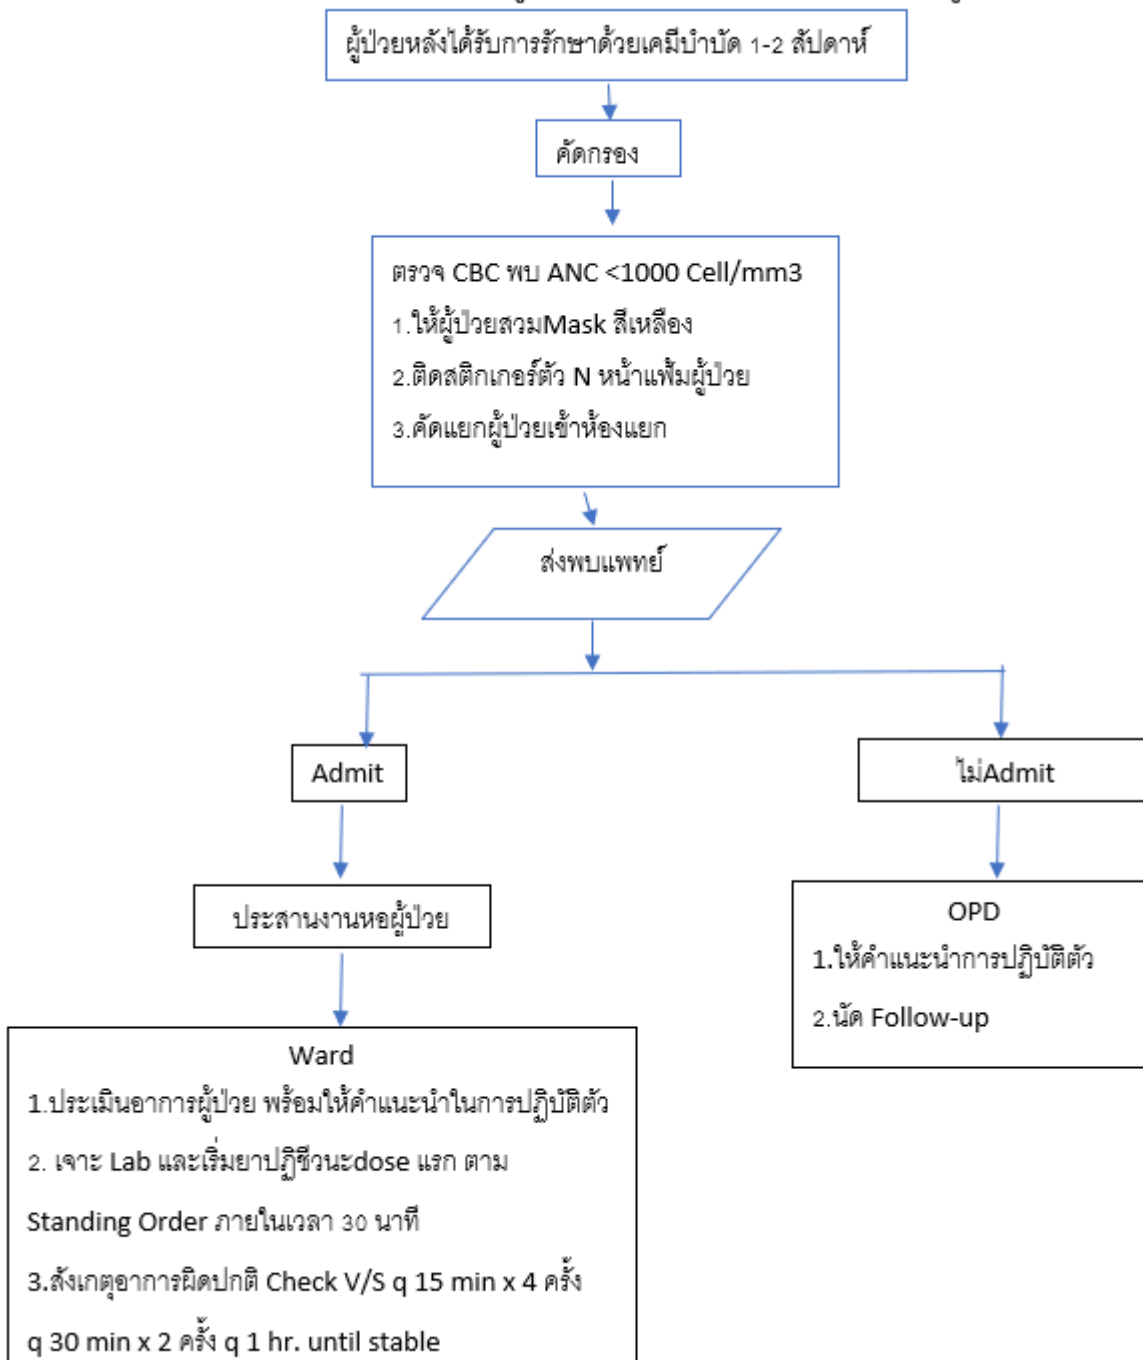 ผู้ป่วยหลังได้รับการรักษาด้วยเคมีบำบัด 1-2 สัปดาห์
คัดกรอง
ตรวจ CBC พบ ANC <1000 Cell/mm3
1.ให้ผู้ป่วยสวมMask สีเหลือง
2.ติดสติกเกอร์ตัว N หน้าแฟ้มผู้ป่วย
3.คัดแยกผู้ป่วยเข้าห้องแยก
ส่งพบแพทย์
Admit
ไม่Admit
ประสานงานหอผู้ป่วย
OPD
1.ให้คำแนะนำการปฏิบัติตัว
2.นัด Follow-up
Ward
1.ประเมินอาการผู้ป่วย พร้อมให้คำแนะนำในการปฏิบัติตัว
2. เจาะ Lab และเริ่มยาปฏิชีวนะdose แรก ตาม
Standing Order ภายในเวลา 30 นาที
3.สังเกตุอาการผิดปกติ Check V/S q 15 min x 4 ครั้ง
q 30 min x 2 ครั้ง q 1 hr. until stable